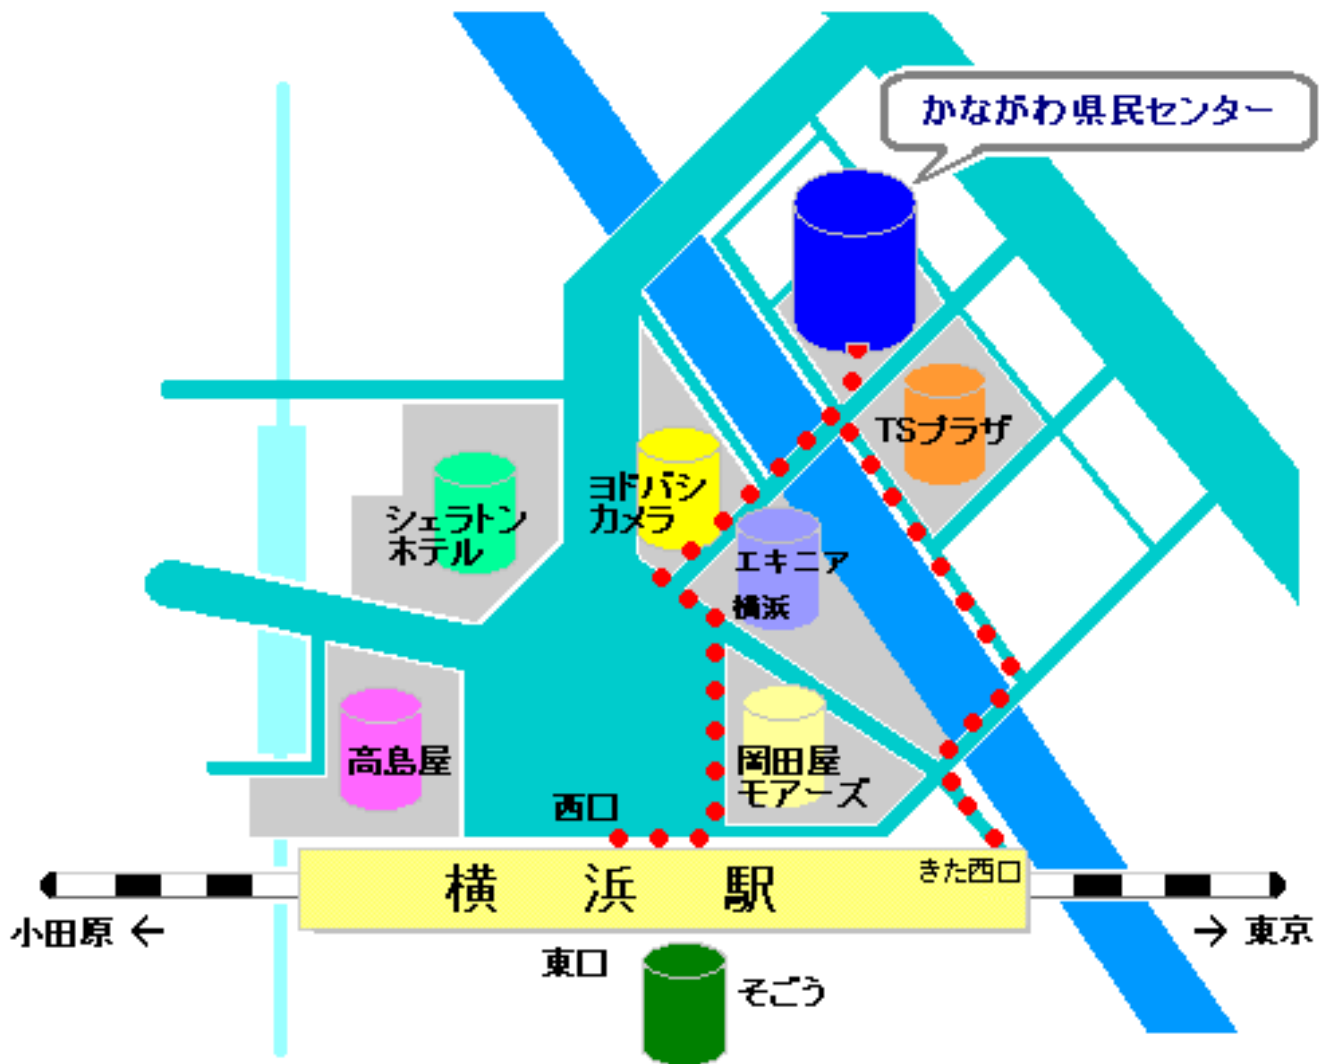 かながわ県民センター
TSプラザ
ヨドバシ
カメラ
シェラトン
ホテル
エキニア
横浜
高島屋
岡田屋
モアーズ
西口
横浜駅
きた西口
小田原 ←
→ 東京
東口
そごう